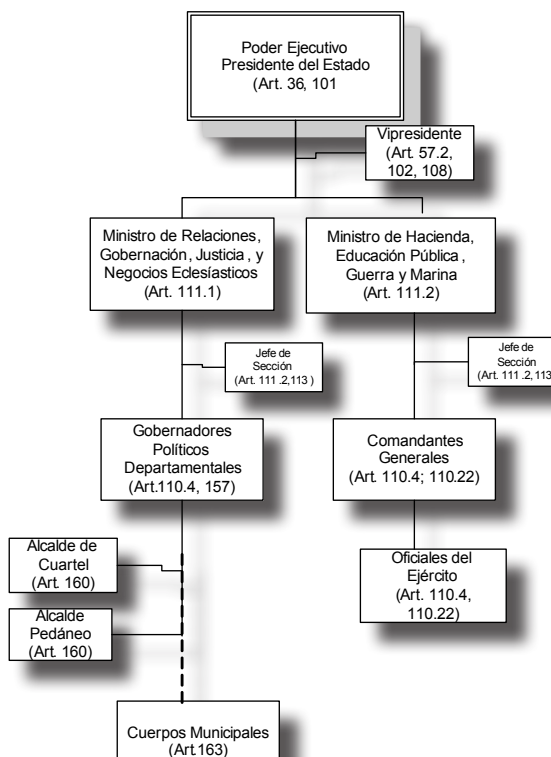 Poder Ejecutivo
Presidente del Estado
(Art. 36, 101
Vipresidente
(Art. 57.2,
102, 108)
Ministro de Relaciones,
Gobernación, Justicia, y
Negocios Eclesíasticos
(Art. 111.1)
Ministro de Hacienda,
Educación Pública,
Guerra y Marina
(Art. 111.2)
Jefe de
Sección
(Art. 111.2,113)
Jefe de
Sección
(Art. 111.2,113
Gobernadores
Políticos
Departamentales
(Art.110.4, 157)
Comandantes
Generales
(Art. 110.4; 110.22)
Alcalde de
Cuartel
(Art. 160)
Oficiales del
Ejército
(Art. 110.4,
110.22)
Alcalde
Pedáneo
(Art. 160)
Cuerpos Municipales
(Art.163)